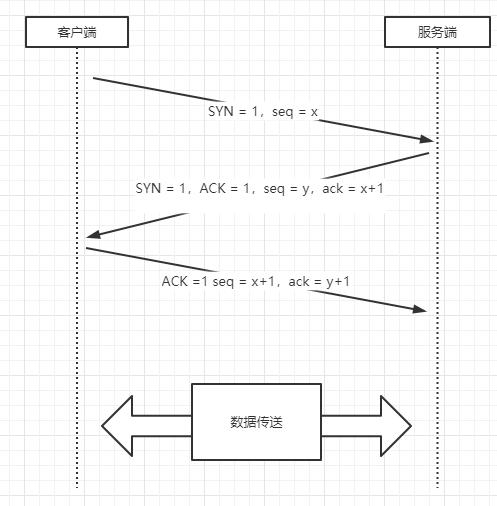 客户端
服务端
SYN = 1，seq = x
SYN = 1，ACK = 1，seq = y，ack = x+1
ACK =1 seq = x+1，ack = y+1
数据传送